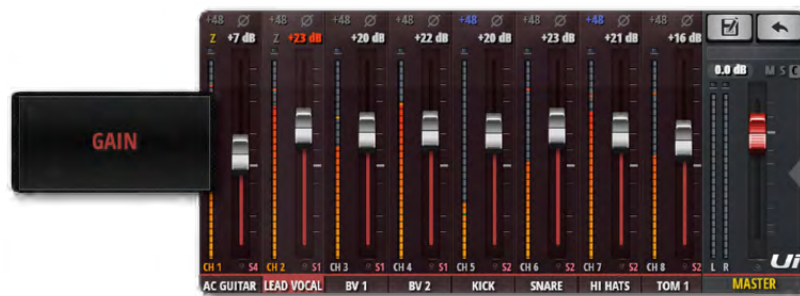 +48 Ø +48 Ø +48 Ø +48 Ø +48 Ø +48 Ø +48 Ø +48 Ø
Z +7 dB Z +23 dB +20 dB +22 dB +20 dB +23 dB +21 dB +16 dB
0.0 dB M S
GAIN
CH 1 S4 CH 2 S1 CH 3 S1 CH 4 S1 CH 5 S2 CH 6 S2 CH 7 S2 CH 8 S2 L R Ui
AC GUITAR LEAD VOCAL BV 1 BV 2 KICK SNARE HI HATS TOM 1 MASTER